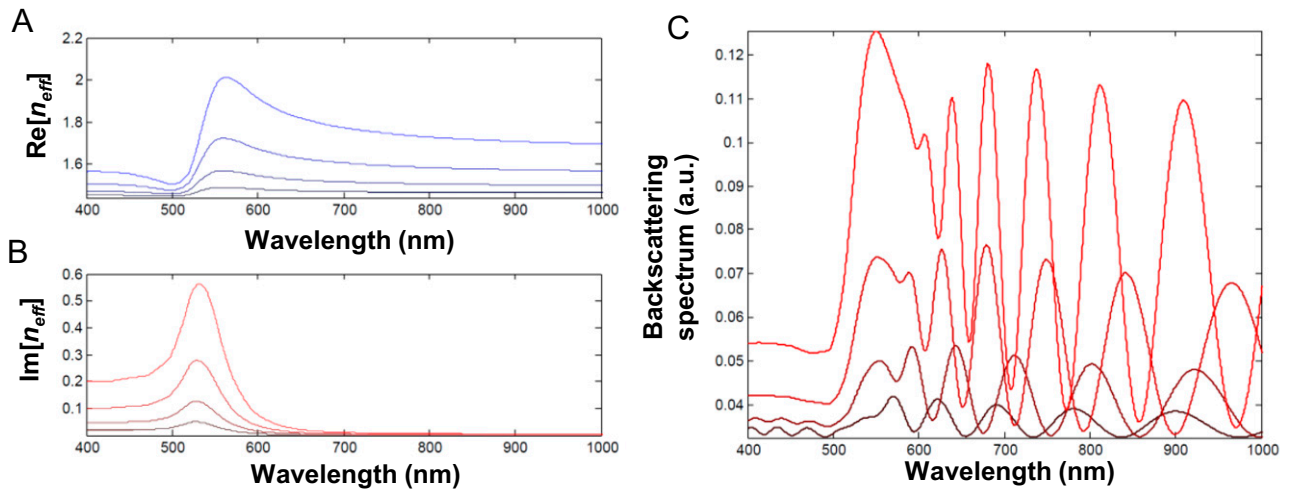 A
2.2
2
1.8
1.6
400 500 600 700 800 900 1000
Re[n_eff]
Wavelength (nm)
B
0.6
0.5
0.4
0.3
0.2
0.1
400 500 600 700 800 900 1000
Im[n_eff]
Wavelength (nm)
C
0.12
0.11
0.1
0.09
0.08
0.07
0.06
0.05
0.04
400 500 600 700 800 900 1000
Backscattering
spectrum (a.u.)
Wavelength (nm)